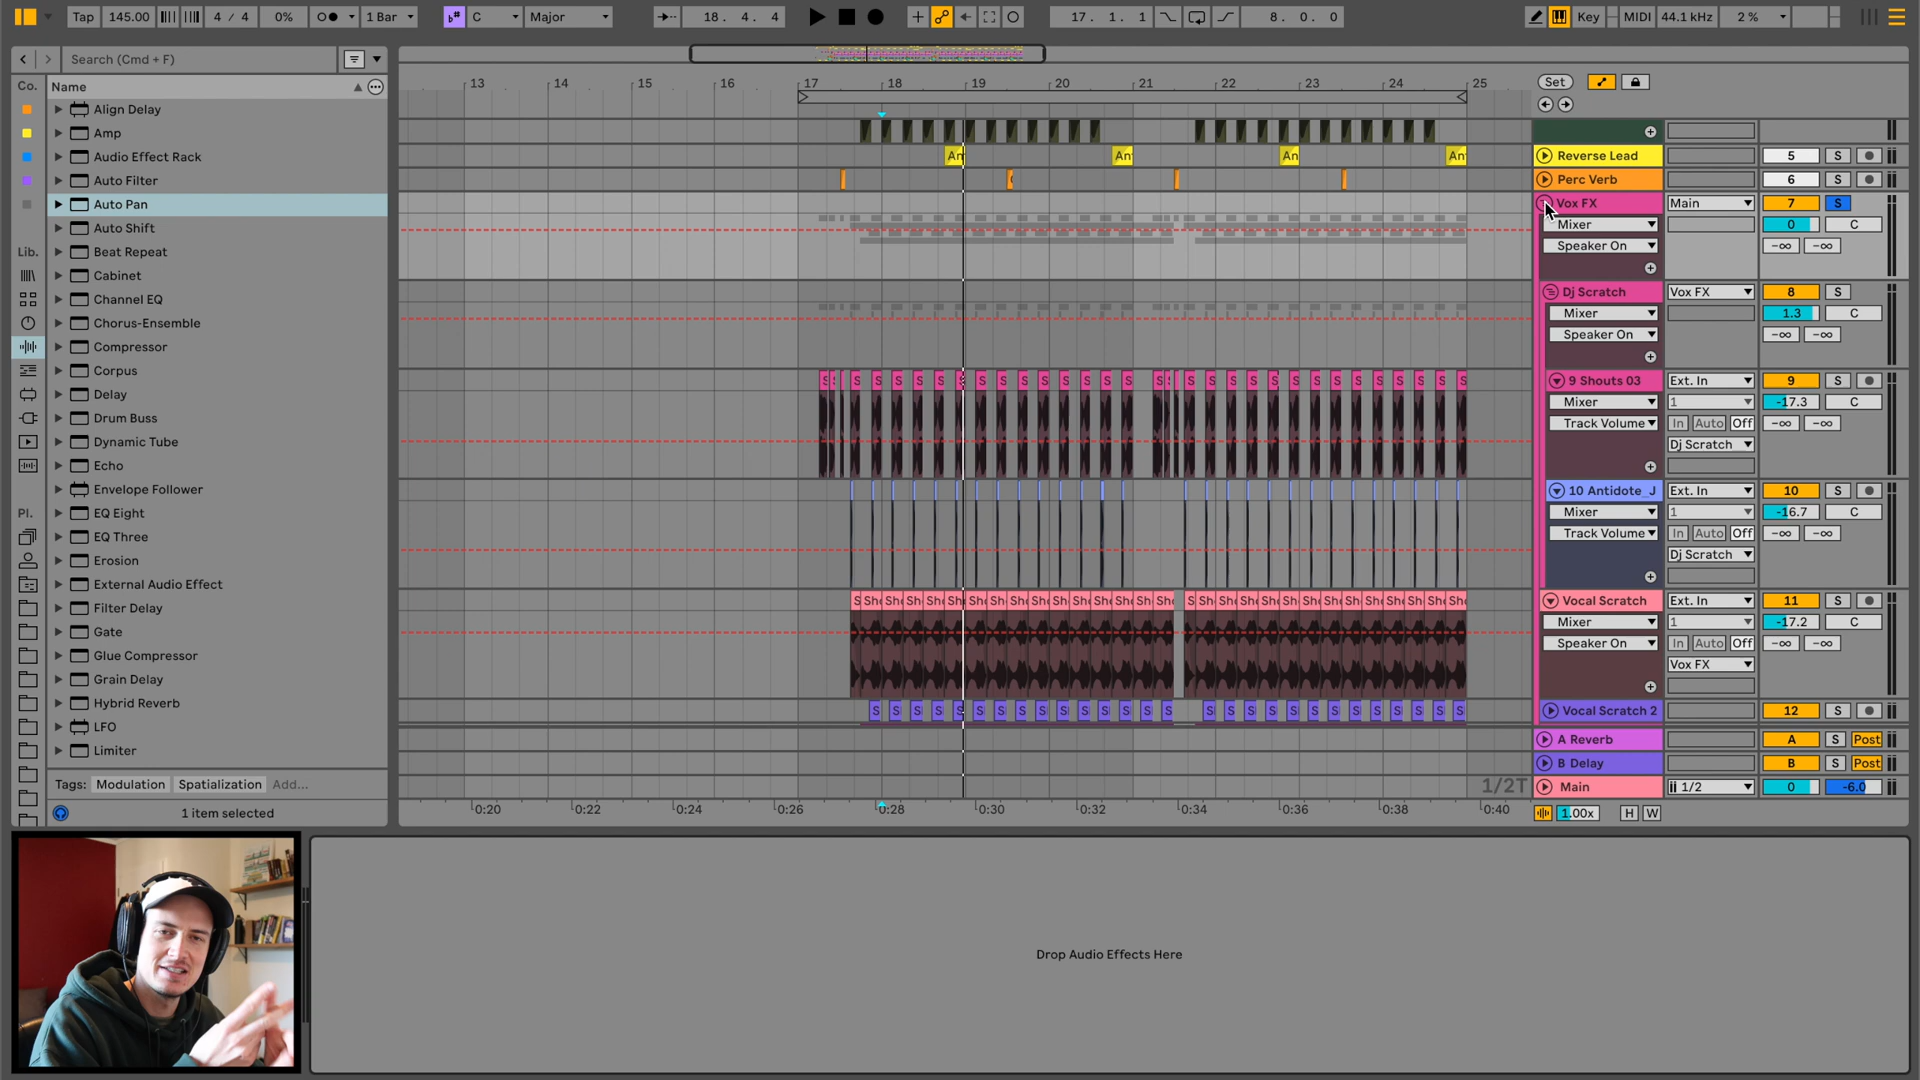 Tap 145.00 4 / 4 0% 1 Bar C Major 18. 4. 4 17. 1. 1 8. 0. 0 Key MIDI 44.1 kHz 2 %
Search (Cmd + F)
Co. Name
Align Delay
Amp
Audio Effect Rack
Auto Filter
Auto Pan
Auto Shift
Lib. Beat Repeat
Cabinet
Channel EQ
Chorus-Ensemble
Compressor
Corpus
Delay
Drum Buss
Dynamic Tube
Echo
Envelope Follower
Pl. EQ Eight
EQ Three
Erosion
External Audio Effect
Filter Delay
Gate
Glue Compressor
Grain Delay
Hybrid Reverb
LFO
Limiter
Tags: Modulation Spatialization Add...
1 item selected
13 14 15 16 17 18 19 20 21 22 23 24 25
Set
Reverse Lead 5 S
Perc Verb 6 S
Vox FX Main 7 S
Mixer 0 C
Speaker On -∞ -∞
Dj Scratch Vox FX 8 S
Mixer 1.3 C
Speaker On -∞ -∞
9 Shouts 03 Ext. In 9 S
Mixer 1 -17.3 C
Track Volume In Auto Off -∞ -∞
Dj Scratch
10 Antidote_J Ext. In 10 S
Mixer 1 -16.7 C
Track Volume In Auto Off -∞ -∞
Dj Scratch
Vocal Scratch Ext. In 11 S
Mixer 1 -17.2 C
Speaker On In Auto Off -∞ -∞
Vox FX
Vocal Scratch 2 12 S
A Reverb A S Post
B Delay B S Post
1/2T Main 1/2 0 -6.0
0:20 0:22 0:24 0:26 0:28 0:30 0:32 0:34 0:36 0:38 0:40
1.00x H W
Drop Audio Effects Here